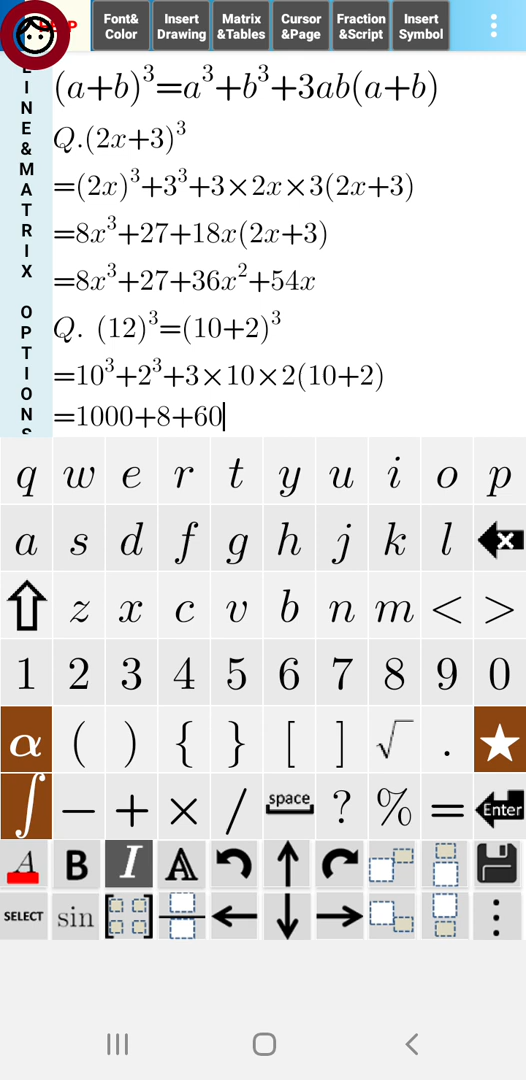 HELP
Font& Color
Insert Drawing
Matrix &Tables
Cursor &Page
Fraction &Script
Insert Symbol
LINE & MATRIX OPTIONS
(a+b)³=a³+b³+3ab(a+b)
Q.(2x+3)³
=(2x)³+3³+3×2x×3(2x+3)
=8x³+27+18x(2x+3)
=8x³+27+36x²+54x
Q. (12)³=(10+2)³
=10³+2³+3×10×2(10+2)
=1000+8+60
q w e r t y u i o p
a s d f g h j k l
z x c v b n m < >
1 2 3 4 5 6 7 8 9 0
α ( ) { } [ ] √ .
∫ − + × / space ? % = Enter
A B I A
SELECT sin